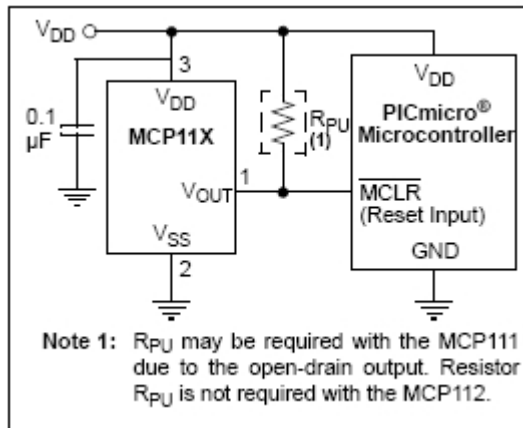 VDD
3
VDD
VDD
0.1
µF
MCP11X
RPU
(1)
PICmicro®
Microcontroller
VOUT
1
MCLR
(Reset Input)
VSS
2
GND
Note 1: RPU may be required with the MCP111
due to the open-drain output. Resistor
RPU is not required with the MCP112.